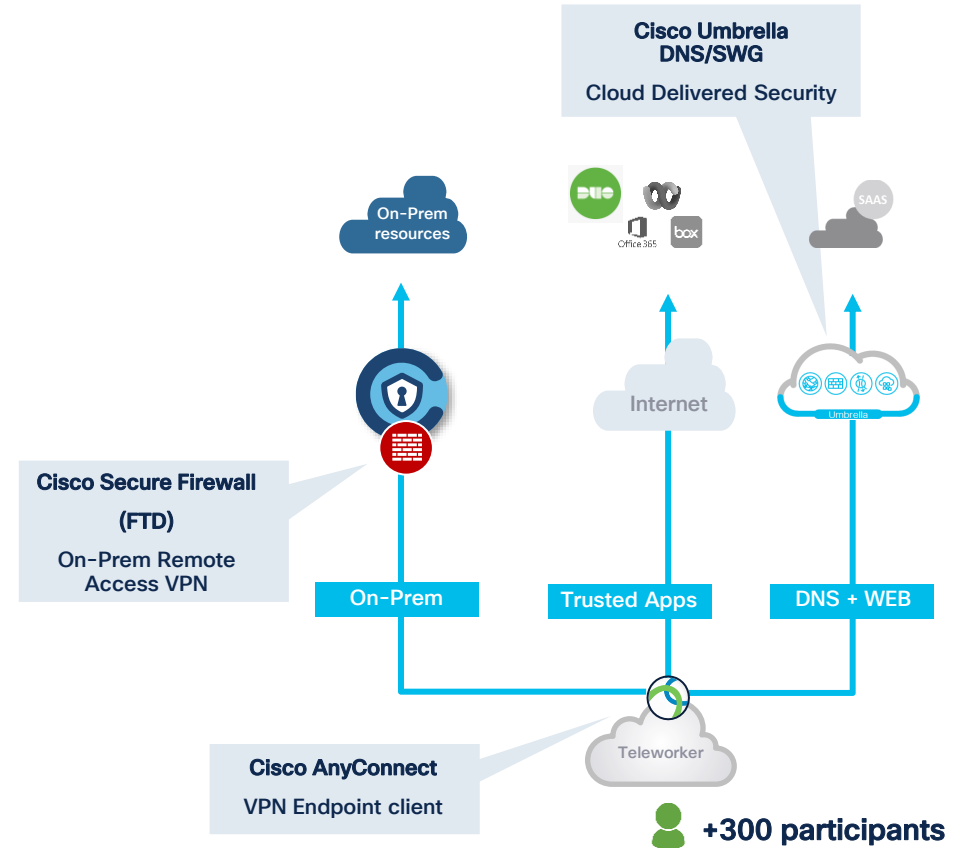 Cisco Umbrella
DNS/SWG
Cloud Delivered Security
On-Prem
resources
DUO
Office 365
box
SAAS
Internet
Umbrella
Cisco Secure Firewall
(FTD)
On-Prem Remote
Access VPN
On-Prem
Trusted Apps
DNS + WEB
Teleworker
Cisco AnyConnect
VPN Endpoint client
+300 participants